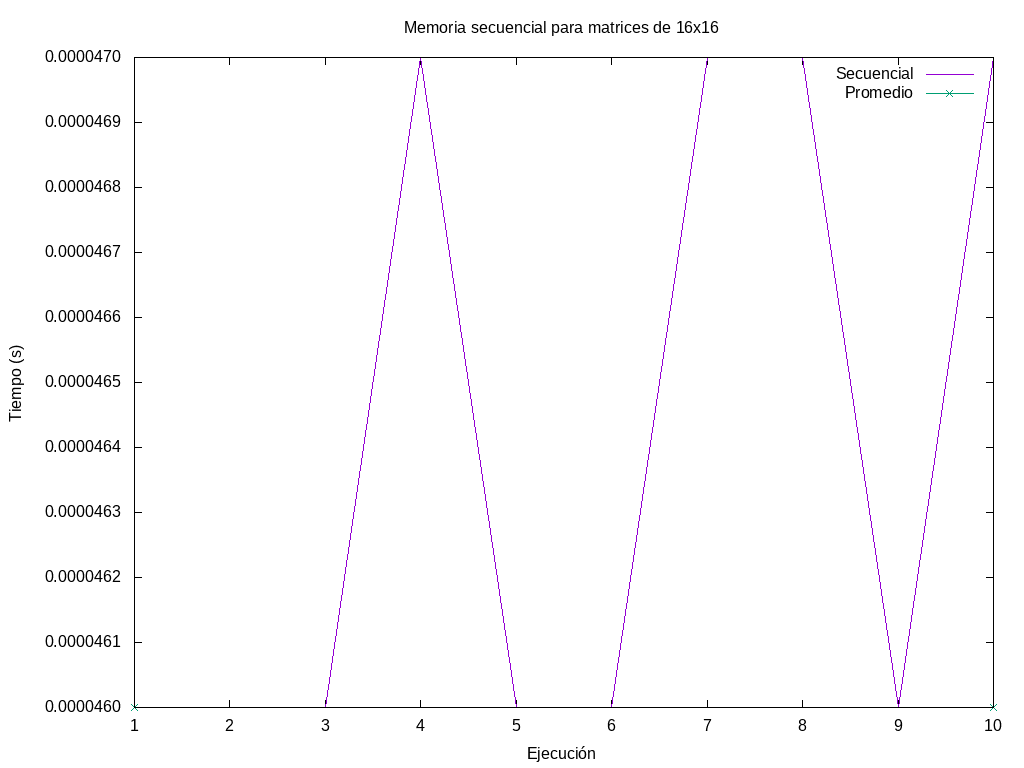 Memoria secuencial para matrices de 16x16
Secuencial
Promedio
0.0000470
0.0000469
0.0000468
0.0000467
0.0000466
0.0000465
0.0000464
0.0000463
0.0000462
0.0000461
0.0000460
Tiempo (s)
1 2 3 4 5 6 7 8 9 10
Ejecución